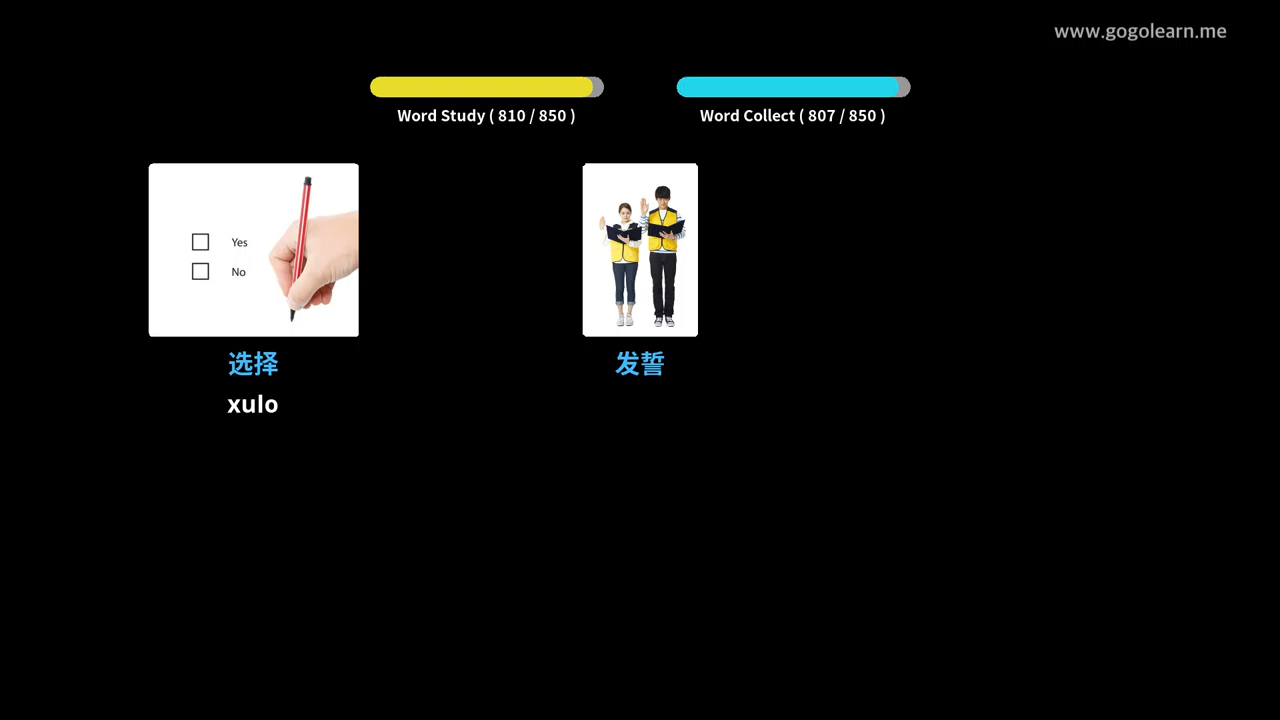 www.gogolearn.me
Word Study ( 810 / 850 )
Word Collect ( 807 / 850 )
Yes
No
选择
发誓
xulo